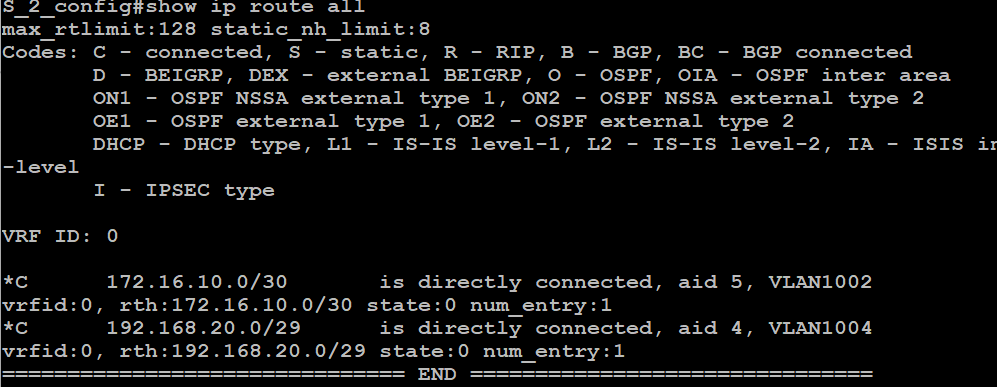 S_2_config#show ip route all
max_rtlimit:128 static_nh_limit:8
Codes: C - connected, S - static, R - RIP, B - BGP, BC - BGP connected
       D - BEIGRP, DEX - external BEIGRP, O - OSPF, OIA - OSPF inter area
       ON1 - OSPF NSSA external type 1, ON2 - OSPF NSSA external type 2
       OE1 - OSPF external type 1, OE2 - OSPF external type 2
       DHCP - DHCP type, L1 - IS-IS level-1, L2 - IS-IS level-2, IA - ISIS in
-level
       I - IPSEC type
VRF ID: 0
*C      172.16.10.0/30        is directly connected, aid 5, VLAN1002
vrfid:0, rth:172.16.10.0/30 state:0 num_entry:1
*C      192.168.20.0/29       is directly connected, aid 4, VLAN1004
vrfid:0, rth:192.168.20.0/29 state:0 num_entry:1
=============================== END ===============================